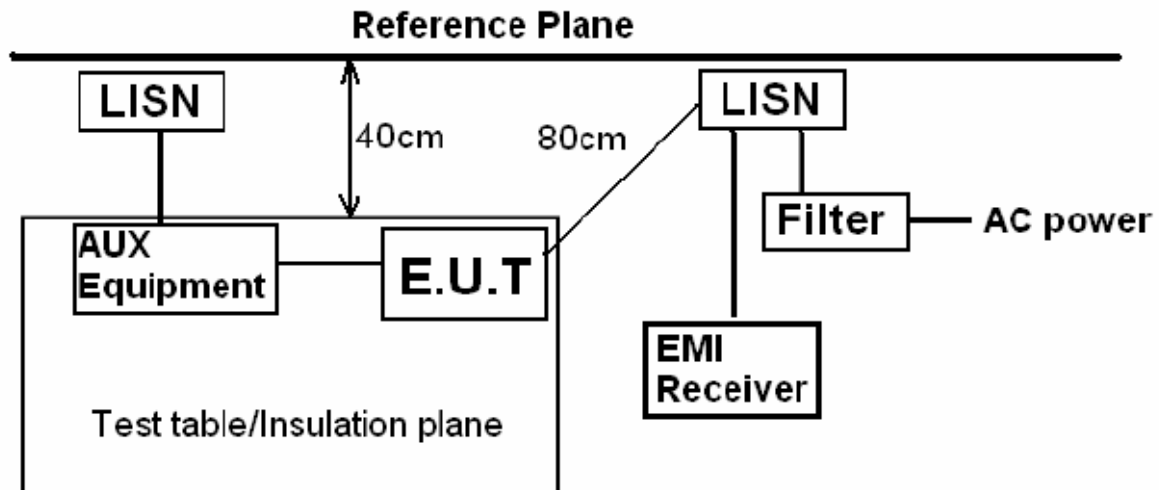 Reference Plane
LISN
LISN
40cm
80cm
Filter
AC power
AUX
Equipment
E.U.T
EMI
Receiver
Test table/Insulation plane